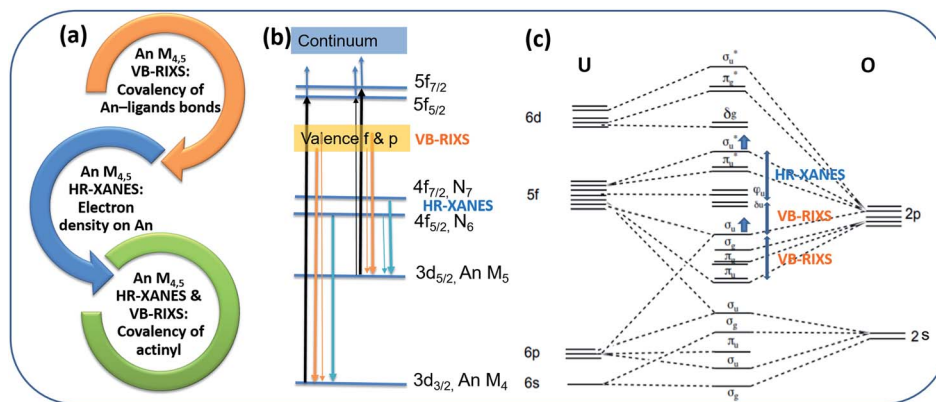 (a)
An M4,5
VB-RIXS:
Covalency of
An–ligands bonds
An M4,5
HR-XANES:
Electron
density on An
An M4,5
HR-XANES &
VB-RIXS:
Covalency of
actinyl
(b)
Continuum
5f7/2
5f5/2
Valence f & p
VB-RIXS
4f7/2, N7
HR-XANES
4f5/2, N6
3d5/2, An M5
3d3/2, An M4
(c)
U
O
6d
5f
6p
6s
σu*
πg*
δg
σu*
πu*
φu
δu
σu
σg
πg
πu
σu
σg
πu
σu
σg
HR-XANES
VB-RIXS
VB-RIXS
2p
2s